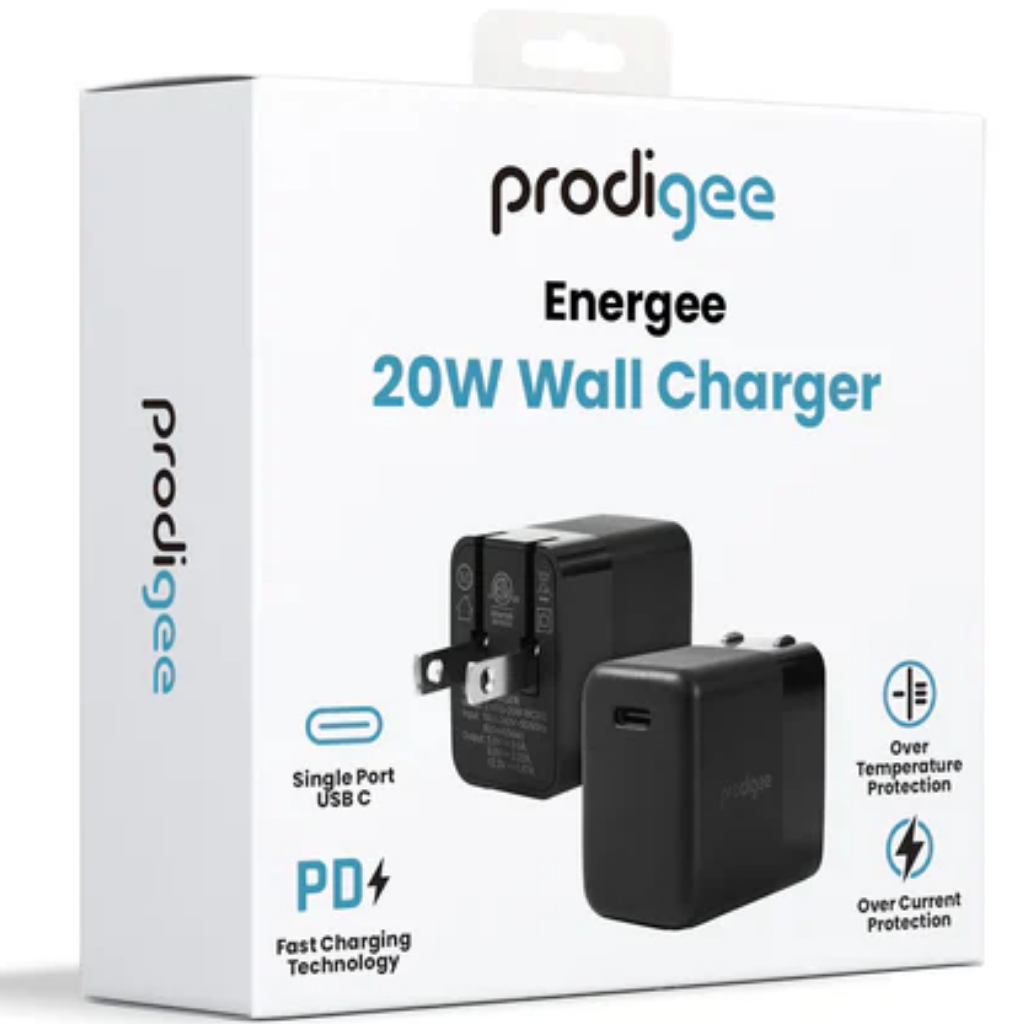 prodigee
Energee
20W Wall Charger
prodigee
Single Port
USB C
PD
Fast Charging
Technology
Over
Temperature
Protection
Over Current
Protection
prodigee